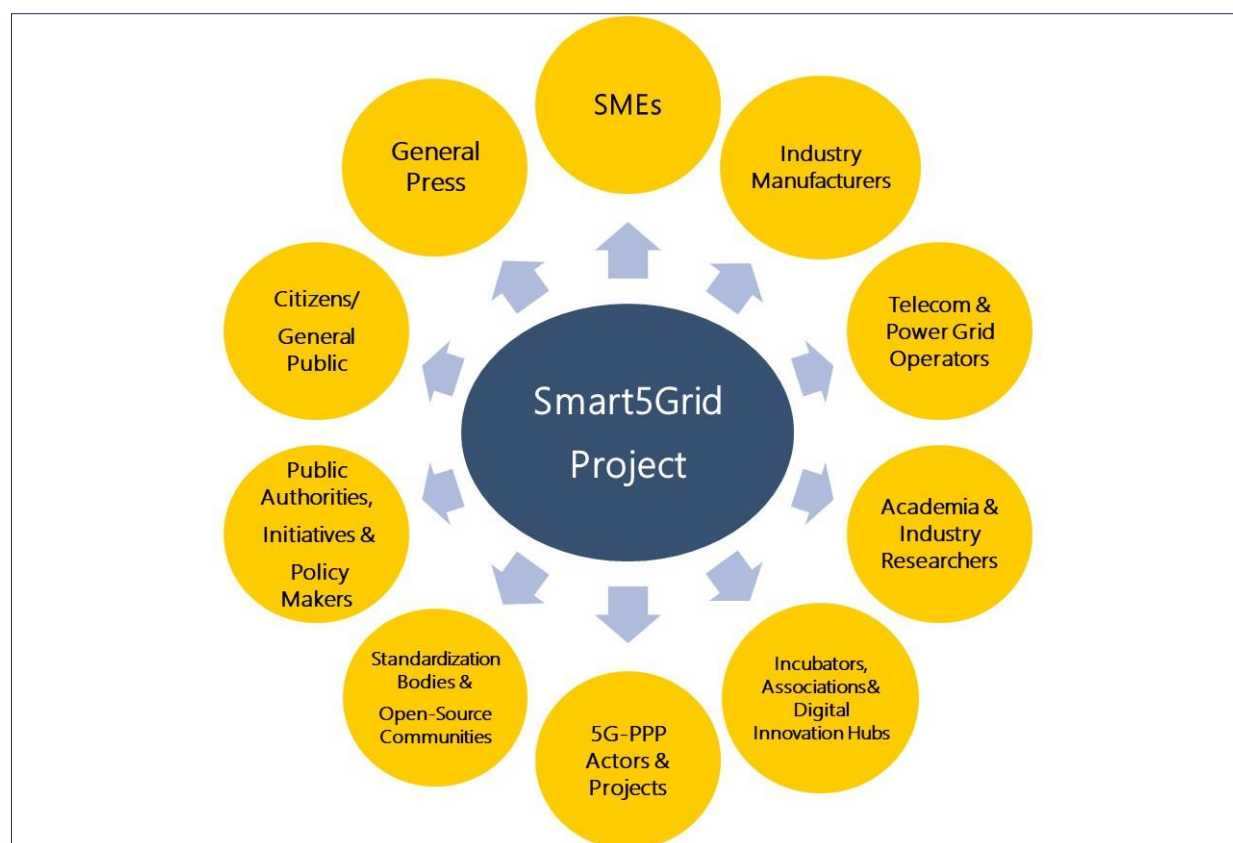 SMEs
Industry
Manufacturers
Telecom &
Power Grid
Operators
Academia &
Industry
Researchers
Incubators,
Associations&
Digital
Innovation Hubs
5G-PPP
Actors &
Projects
Standardization
Bodies &
Open-Source
Communities
Public
Authorities,
Initiatives &
Policy
Makers
Citizens/
General
Public
General
Press
Smart5Grid
Project